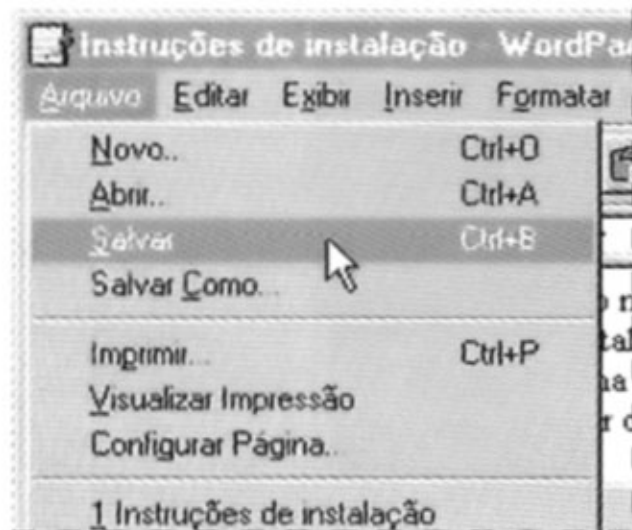 Instruções de instalação WordPa
Arquivo Editar Exibir Inserir Formatar
Novo.. Ctrl+O
Abrir.. Ctrl+A
Salvar Ctrl+B
Salvar Como...
Imprimir... Ctrl+P
Visualizar Impressão
Configurar Página..
1 Instruções de instalação